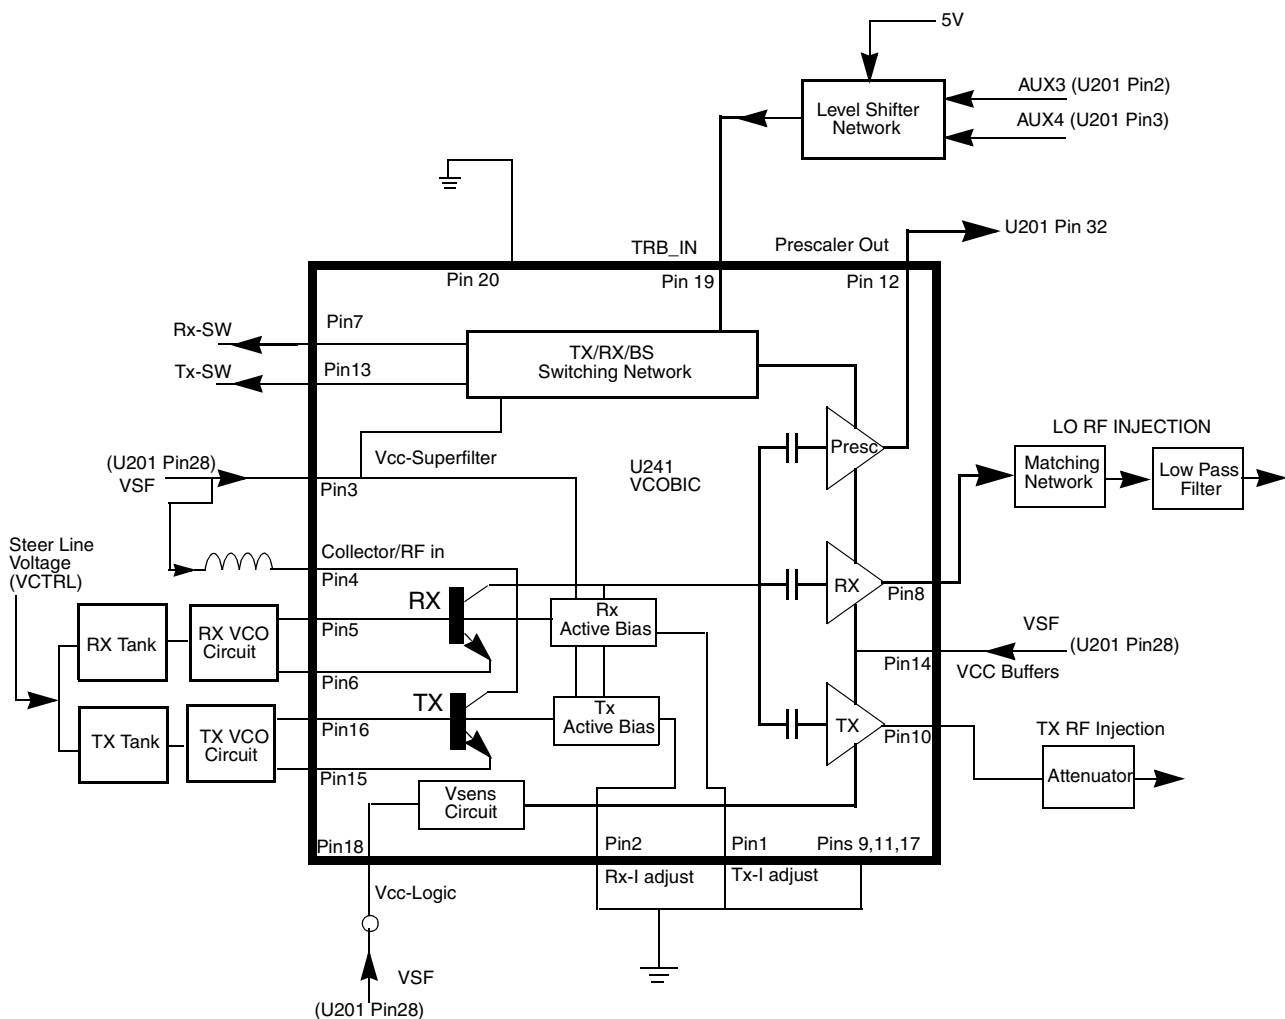 5V
AUX3 (U201 Pin2)
Level Shifter
Network
AUX4 (U201 Pin3)
U201 Pin 32
TRB_IN
Prescaler Out
Pin 20
Pin 19
Pin 12
Pin7
Rx-SW
TX/RX/BS
Switching Network
Tx-SW
Pin13
Presc
LO RF INJECTION
(U201 Pin28)
VSF
Vcc-Superfilter
Pin3
U241
VCOBIC
Matching
Network
Low Pass
Filter
Steer Line
Voltage
(VCTRL)
Collector/RF in
Pin4
RX
Rx
Active Bias
RX
Pin8
RX Tank
RX VCO
Circuit
Pin5
Pin6
VSF
(U201 Pin28)
Pin14
VCC Buffers
TX
Tx
Active Bias
TX
Pin10
TX Tank
TX VCO
Circuit
Pin16
Pin15
TX RF Injection
Attenuator
Vsens
Circuit
Pin18
Pin2
Pin1
Pins 9,11,17
Rx-I adjust
Tx-I adjust
Vcc-Logic
VSF
(U201 Pin28)